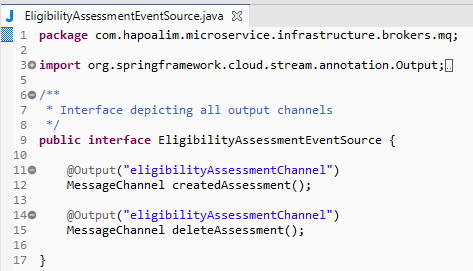 EligibilityAssessmentEventSource.java
1 package com.hapoalim.microservice.infrastructure.brokers.mq;
2
3 import org.springframework.cloud.stream.annotation.Output;
5
6 /**
7 * Interface depicting all output channels
8 */
9 public interface EligibilityAssessmentEventSource {
10
11 @Output("eligibilityAssessmentChannel")
12 MessageChannel createdAssessment();
13
14 @Output("eligibilityAssessmentChannel")
15 MessageChannel deleteAssessment();
16
17 }